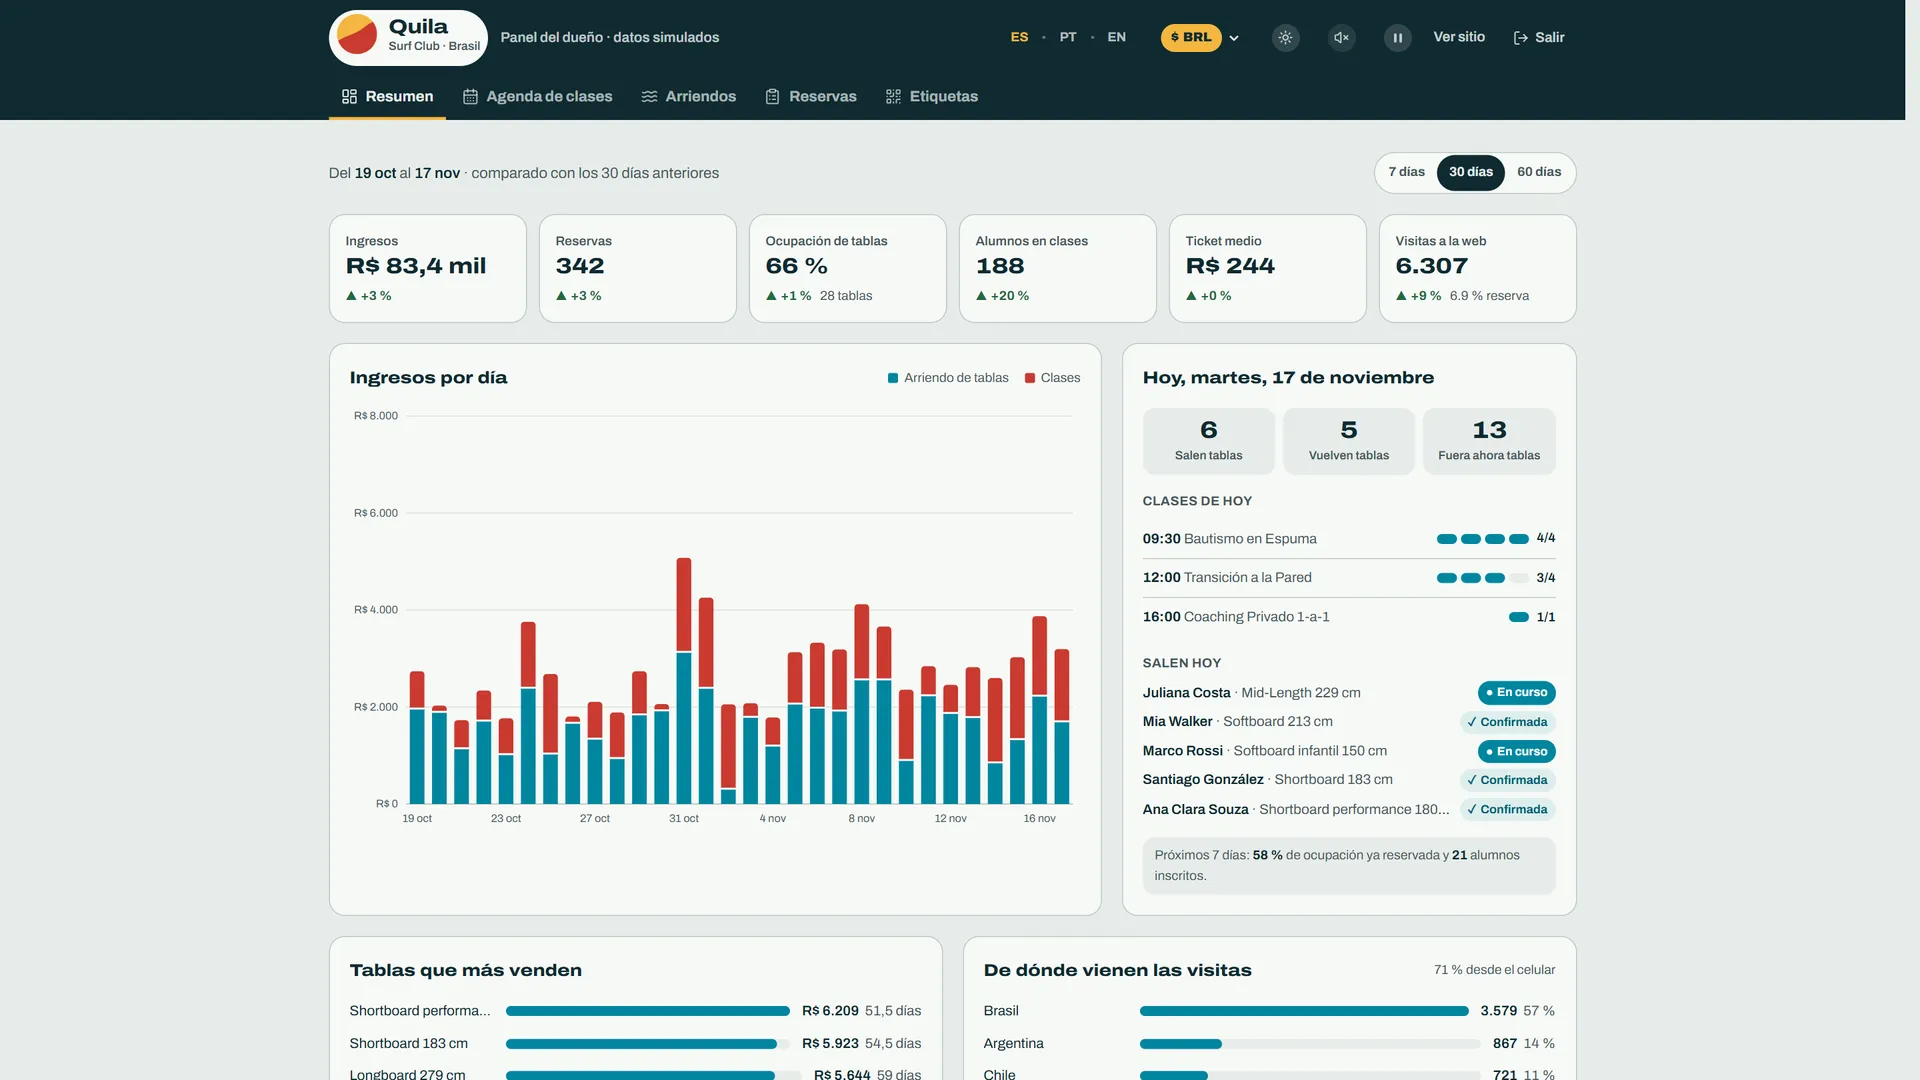 Quila
Surf Club · Brasil
Panel del dueño · datos simulados
ES · PT · EN
$ BRL
Ver sitio
Salir
Resumen
Agenda de clases
Arriendos
Reservas
Etiquetas
Del 19 oct al 17 nov · comparado con los 30 días anteriores
7 días
30 días
60 días
Ingresos
R$ 83,4 mil
▲ +3 %
Reservas
342
▲ +3 %
Ocupación de tablas
66 %
▲ +1 % 28 tablas
Alumnos en clases
188
▲ +20 %
Ticket medio
R$ 244
▲ +0 %
Visitas a la web
6.307
▲ +9 % 6.9 % reserva
Ingresos por día
Arriendo de tablas
Clases
R$ 8.000
R$ 6.000
R$ 4.000
R$ 2.000
R$ 0
19 oct
23 oct
27 oct
31 oct
4 nov
8 nov
12 nov
16 nov
Hoy, martes, 17 de noviembre
6
Salen tablas
5
Vuelven tablas
13
Fuera ahora tablas
CLASES DE HOY
09:30 Bautismo en Espuma 4/4
12:00 Transición a la Pared 3/4
16:00 Coaching Privado 1-a-1 1/1
SALEN HOY
Juliana Costa · Mid-Length 229 cm ● En curso
Mia Walker · Softboard 213 cm ✓ Confirmada
Marco Rossi · Softboard infantil 150 cm ● En curso
Santiago González · Shortboard 183 cm ✓ Confirmada
Ana Clara Souza · Shortboard performance 180... ✓ Confirmada
Próximos 7 días: 58 % de ocupación ya reservada y 21 alumnos
inscritos.
Tablas que más venden
Shortboard performa... R$ 6.209 51,5 días
Shortboard 183 cm R$ 5.923 54,5 días
Longboard 279 cm R$ 5.644 59 días
De dónde vienen las visitas
71 % desde el celular
Brasil 3.579 57 %
Argentina 867 14 %
Chile 721 11 %